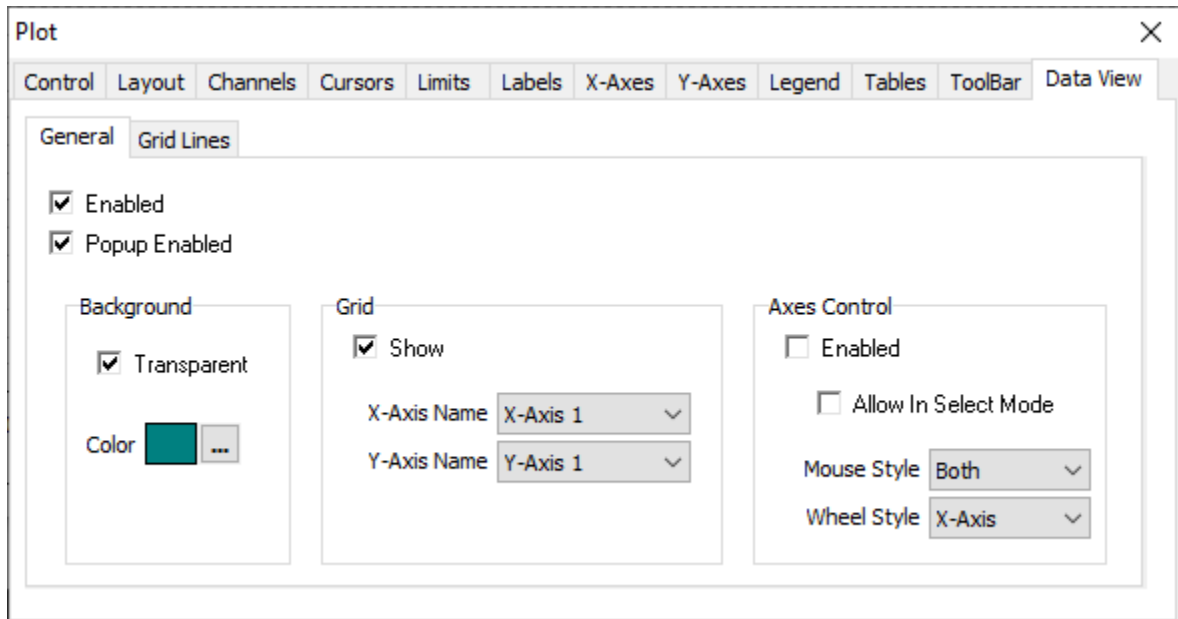 Plot
Control Layout Channels Cursors Limits Labels X-Axes Y-Axes Legend Tables ToolBar Data View
General Grid Lines
Enabled
Popup Enabled
Background
Transparent
Color ...
Grid
Show
X-Axis Name X-Axis 1
Y-Axis Name Y-Axis 1
Axes Control
Enabled
Allow In Select Mode
Mouse Style Both
Wheel Style X-Axis